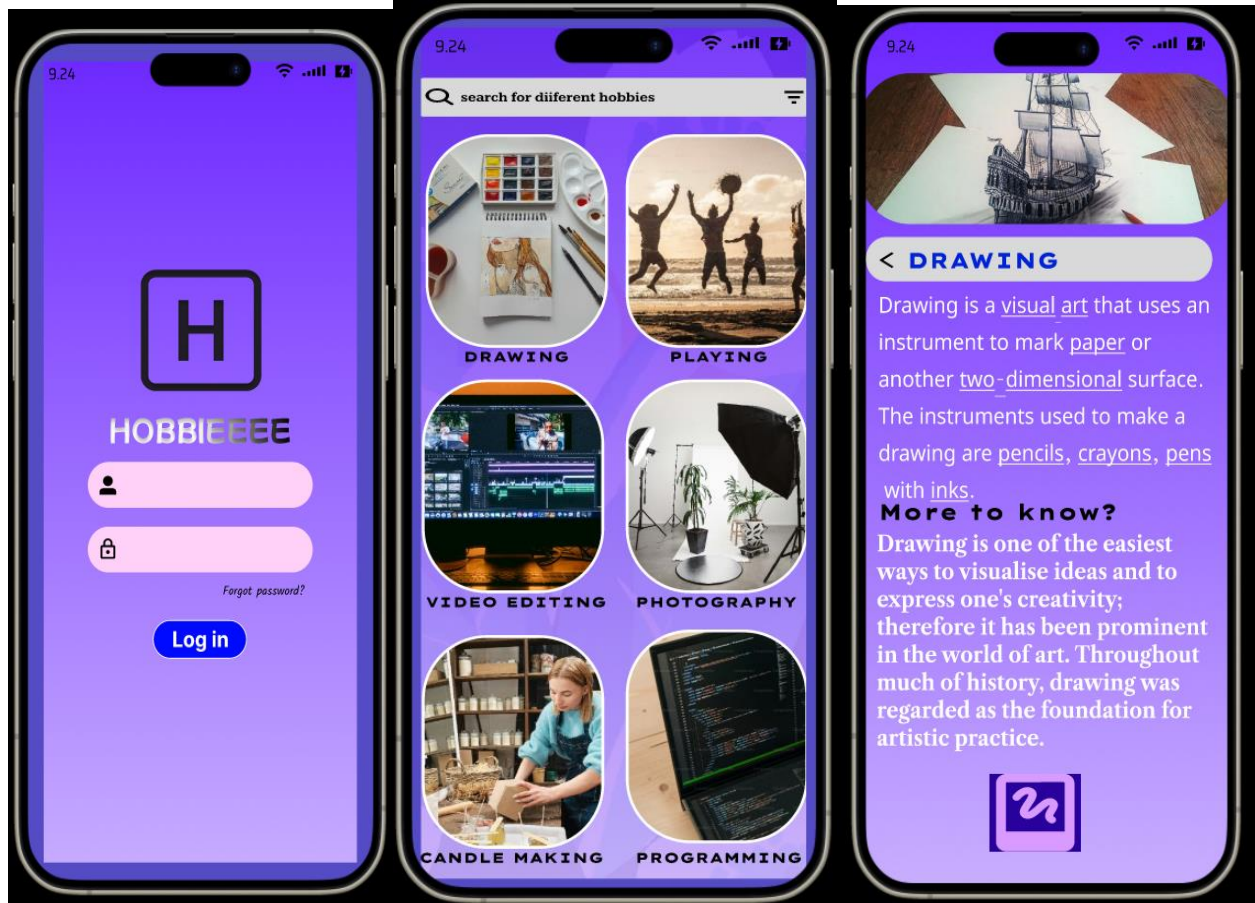 9.24
H
HOBBIEEEE
Forgot password?
Log in
9.24
search for diiferent hobbies
DRAWING
PLAYING
VIDEO EDITING
PHOTOGRAPHY
CANDLE MAKING
PROGRAMMING
9.24
< DRAWING
Drawing is a visual art that uses an
instrument to mark paper or
another two-dimensional surface.
The instruments used to make a
drawing are pencils, crayons, pens
with inks.
More to know?
Drawing is one of the easiest
ways to visualise ideas and to
express one's creativity;
therefore it has been prominent
in the world of art. Throughout
much of history, drawing was
regarded as the foundation for
artistic practice.